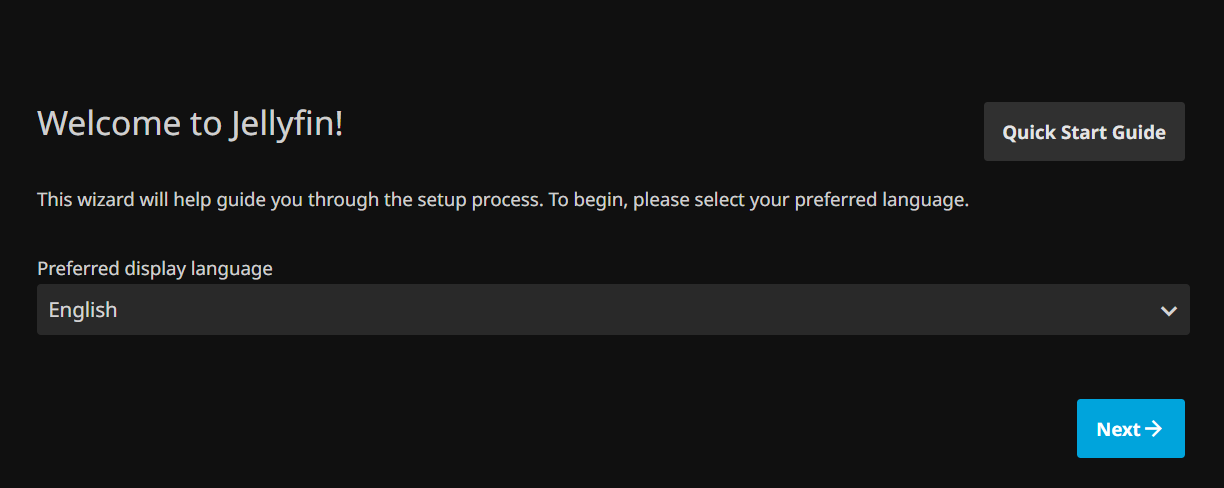 Welcome to Jellyfin!
Quick Start Guide
This wizard will help guide you through the setup process. To begin, please select your preferred language.
Preferred display language
English
Next